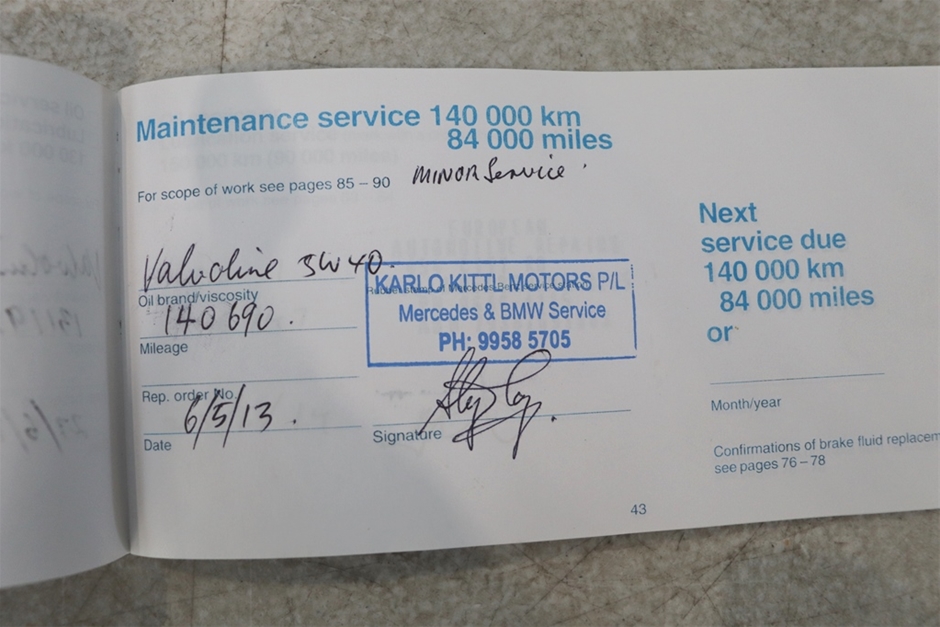 Maintenance service 140 000 km
84 000 miles
For scope of work see pages 85 – 90
MINOR Service.
Valvoline 5W40.
Oil brand/viscosity
140 690.
Mileage
Rep. order No.
6/5/13.
Date
KARLO KITTL MOTORS P/L
Mercedes & BMW Service
PH: 9958 5705
Signature
Next
service due
140 000 km
84 000 miles
or
Month/year
Confirmations of brake fluid replacem
see pages 76 – 78
43